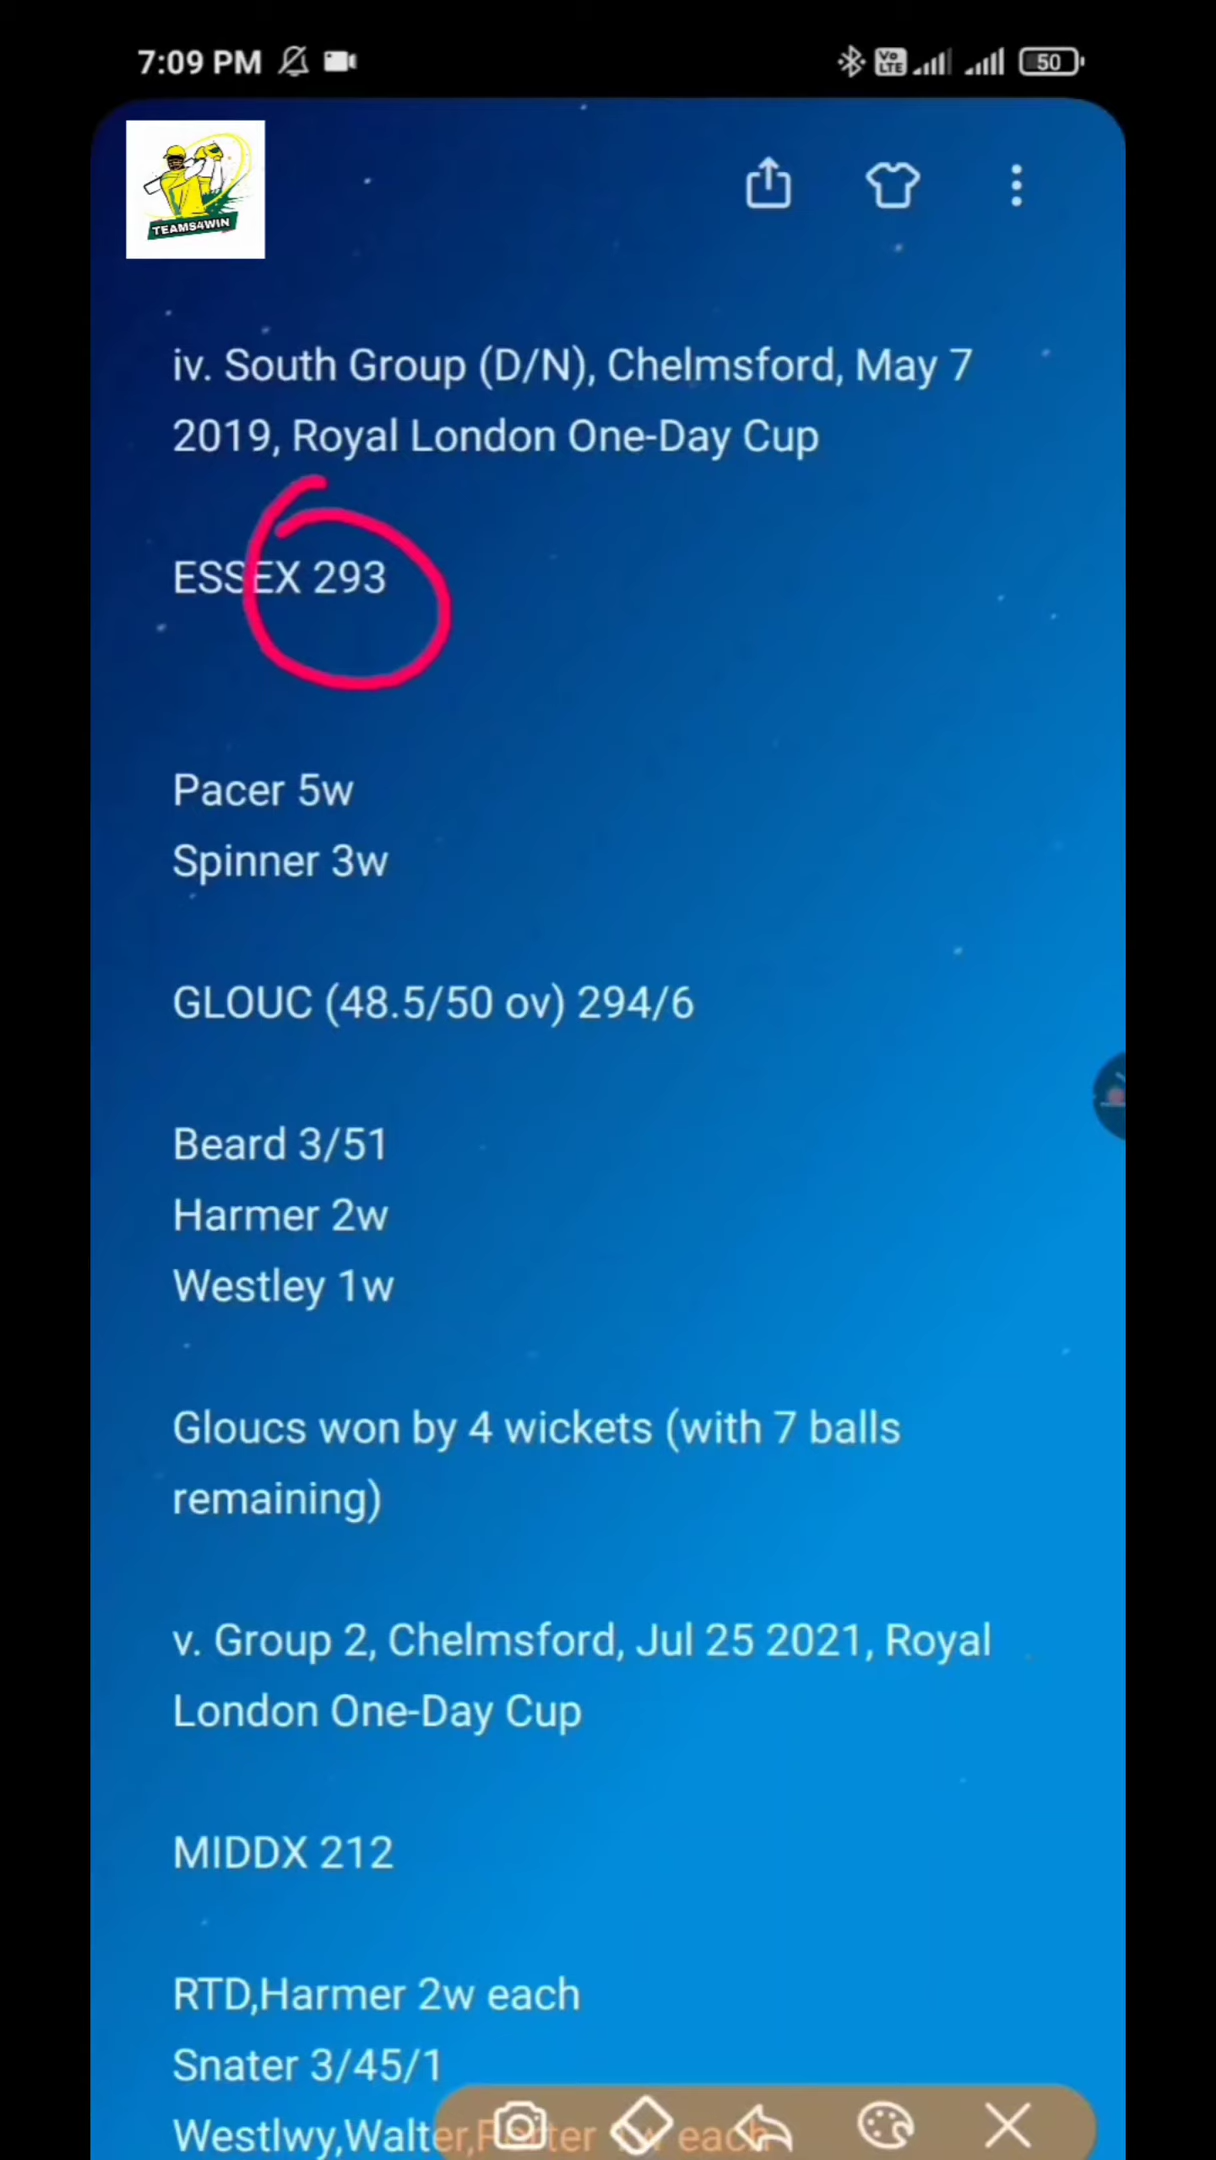 7:09 PM
Vo LTE
50
TEAMS4WIN
iv. South Group (D/N), Chelmsford, May 7
2019, Royal London One-Day Cup
ESSEX 293
Pacer 5w
Spinner 3w
GLOUC (48.5/50 ov) 294/6
Beard 3/51
Harmer 2w
Westley 1w
Gloucs won by 4 wickets (with 7 balls
remaining)
v. Group 2, Chelmsford, Jul 25 2021, Royal
London One-Day Cup
MIDDX 212
RTD,Harmer 2w each
Snater 3/45/1
Westlwy,Walter, each